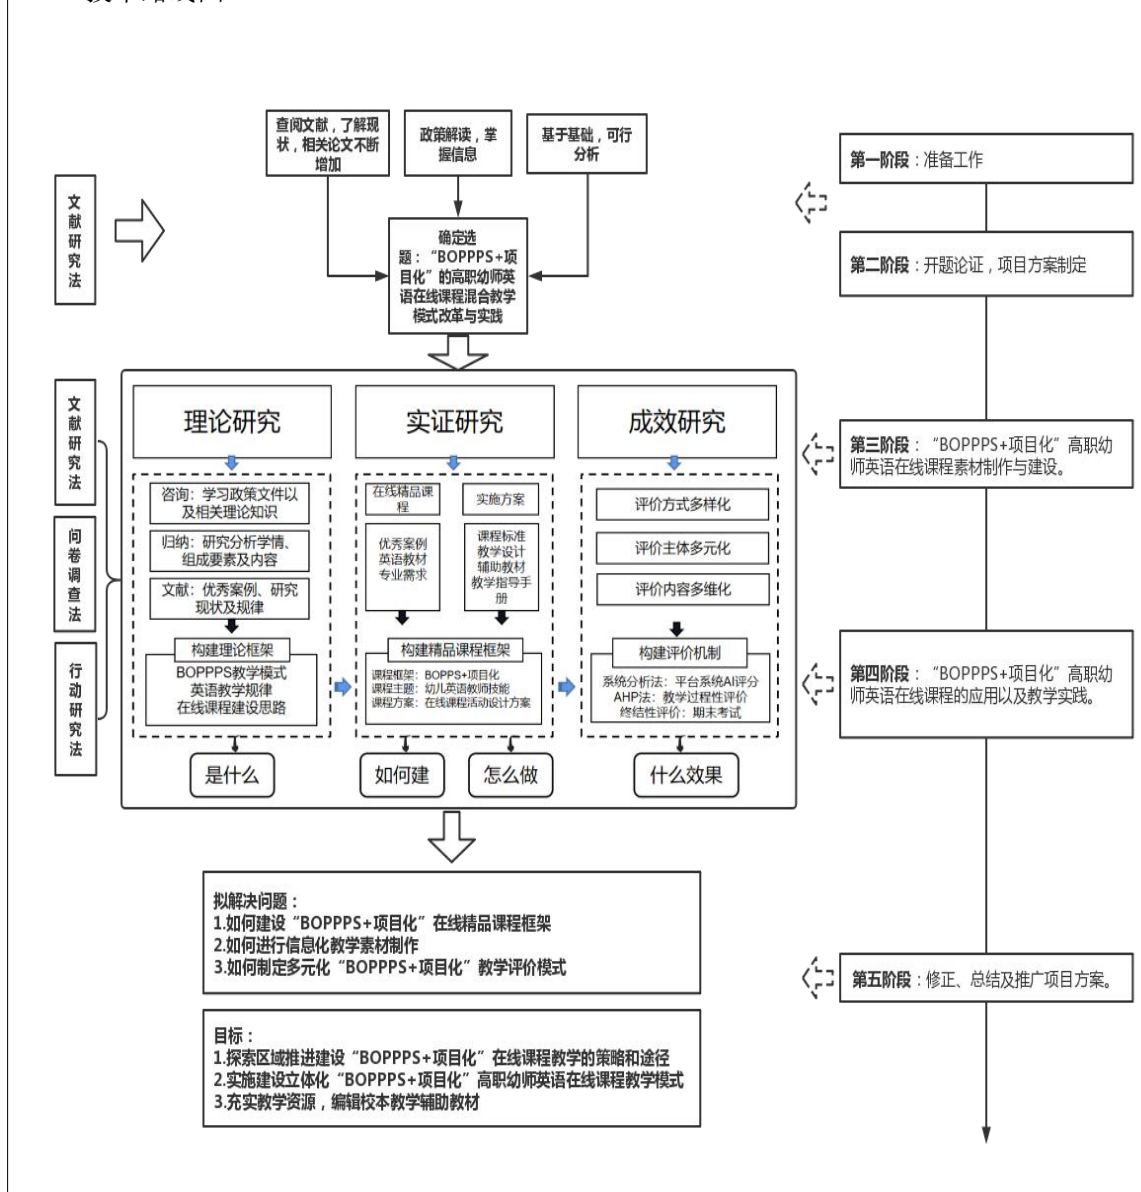 查阅文献，了解现
状，相关论文不断
增加
政策解读，掌
握信息
基于基础，可行
分析
文
献
研
究
法
确定选
题：“BOPPPS+项
目化”的高职幼师英
语在线课程混合教学
模式改革与实践
第一阶段：准备工作
第二阶段：开题论证，项目方案制定
文
献
研
究
法
问
卷
调
查
法
行
动
研
究
法
理论研究
咨询：学习政策文件以
及相关理论知识
归纳：研究分析学情、
组成要素及内容
文献：优秀案例、研究
现状及规律
构建理论框架
BOPPPS教学模式
英语教学规律
在线课程建设思路
是什么
实证研究
在线精品课
程
实施方案
优秀案例
英语教材
专业需求
课程标准
教学设计
辅助教材
教学指导手
册
构建精品课程框架
课程框架：BOPPS+项目化
课程主题：幼儿英语教师技能
课程方案：在线课程活动设计方案
如何建
怎么做
成效研究
评价方式多样化
评价主体多元化
评价内容多维化
构建评价机制
系统分析法：平台系统AI评分
AHP法：教学过程性评价
终结性评价：期末考试
什么效果
第三阶段：“BOPPPS+项目化”高职幼
师英语在线课程素材制作与建设。
第四阶段：“BOPPPS+项目化”高职幼
师英语在线课程的应用以及教学实践。
拟解决问题：
1.如何建设“BOPPPS+项目化”在线精品课程框架
2.如何进行信息化教学素材制作
3.如何制定多元化“BOPPPS+项目化”教学评价模式
第五阶段：修正、总结及推广项目方案。
目标：
1.探索区域推进建设“BOPPPS+项目化”在线课程教学的策略和途径
2.实施建设立体化“BOPPPS+项目化”高职幼师英语在线课程教学模式
3.充实教学资源，编辑校本教学辅助教材